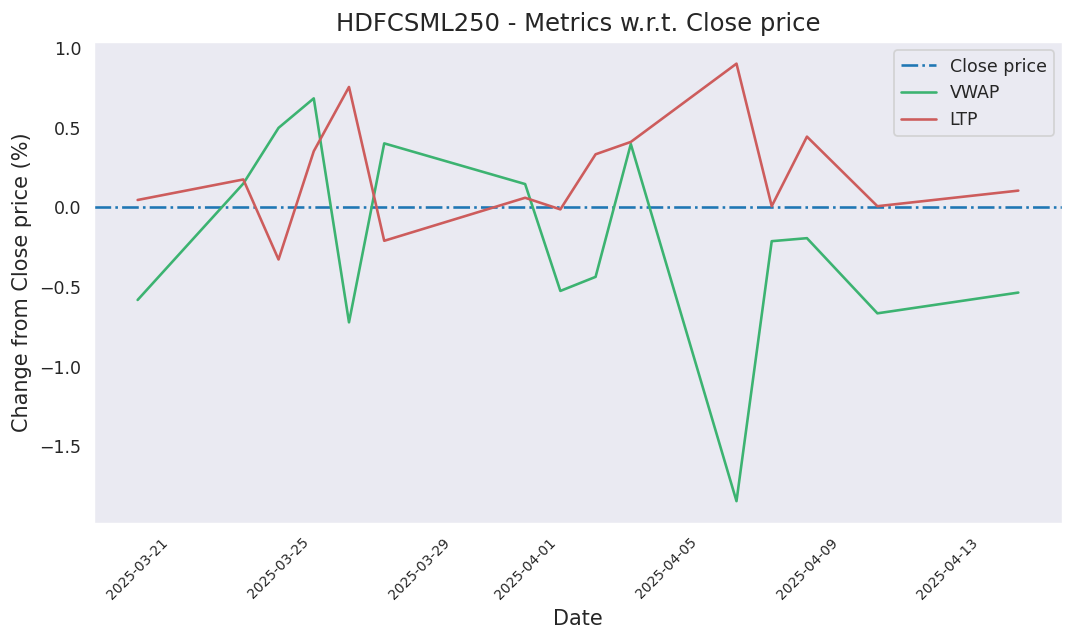 HDFCSML250 - Metrics w.r.t. Close price
Change from Close price (%)
1.0
0.5
0.0
−0.5
−1.0
−1.5
Close price
VWAP
LTP
2025-03-21
2025-03-25
2025-03-29
2025-04-01
2025-04-05
2025-04-09
2025-04-13
Date